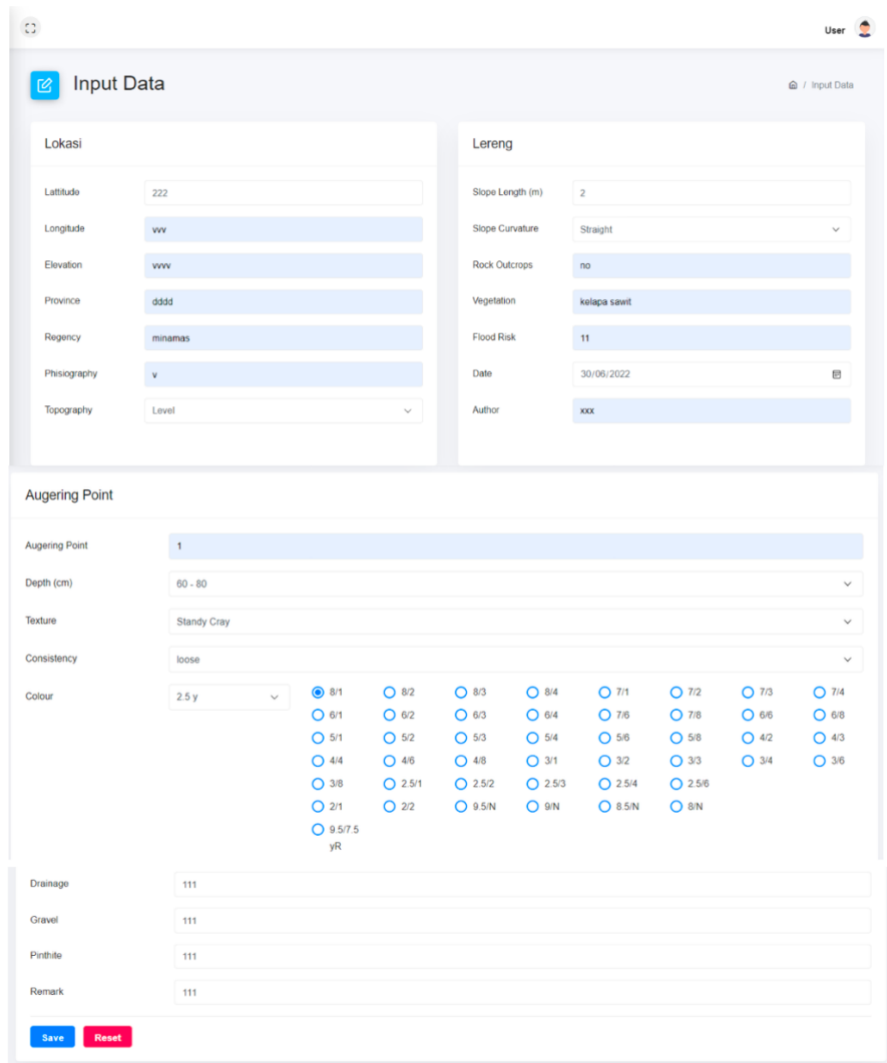 User
Input Data
/ Input Data
Lokasi
Lattitude 222
Longitude vvv
Elevation vvvv
Province dddd
Regency minamas
Phisiography v
Topography Level
Lereng
Slope Length (m) 2
Slope Curvature Straight
Rock Outcrops no
Vegetation kelapa sawit
Flood Risk 11
Date 30/06/2022
Author xxx
Augering Point
Augering Point 1
Depth (cm) 60 - 80
Texture Standy Cray
Consistency loose
Colour 2.5 y 8/1 8/2 8/3 8/4 7/1 7/2 7/3 7/4
6/1 6/2 6/3 6/4 7/6 7/8 6/6 6/8
5/1 5/2 5/3 5/4 5/6 5/8 4/2 4/3
4/4 4/6 4/8 3/1 3/2 3/3 3/4 3/6
3/8 2.5/1 2.5/2 2.5/3 2.5/4 2.5/6
2/1 2/2 9.5/N 9/N 8.5/N 8/N
9.5/7.5
yR
Drainage 111
Gravel 111
Pinthite 111
Remark 111
Save Reset